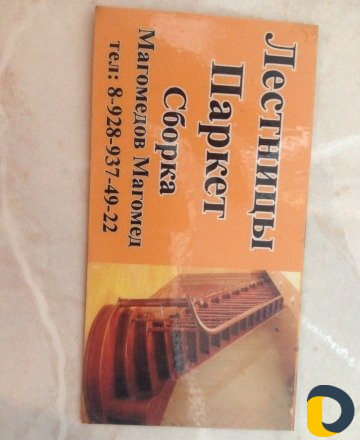 Лестницы
Паркет
Сборка
Магомедов Магомед
тел: 8-928-937-49-22